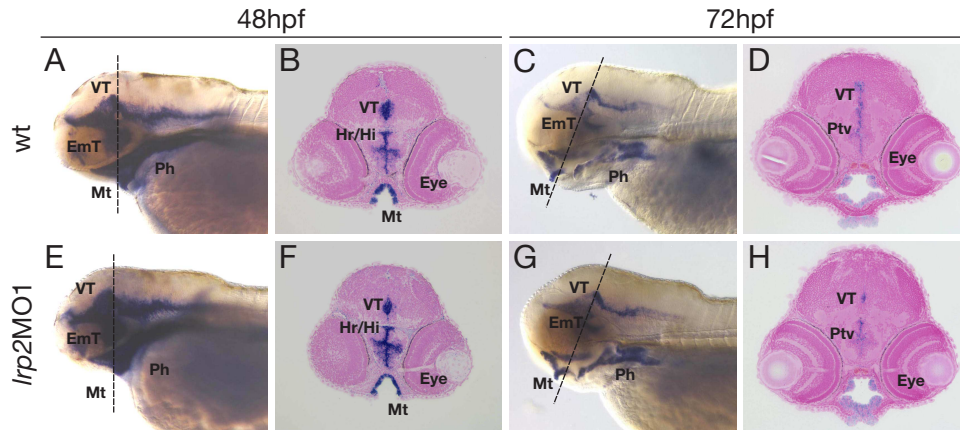 48hpf 72hpf
A B C D
wt
VT VT VT VT
Hr/Hi
EmT EmT Ptv
Ph Eye Ph Eye
Mt Mt Mt
E F G H
lrp2MO1
VT VT VT VT
Hr/Hi
EmT EmT Ptv
Ph Eye Ph Eye
Mt Mt Mt